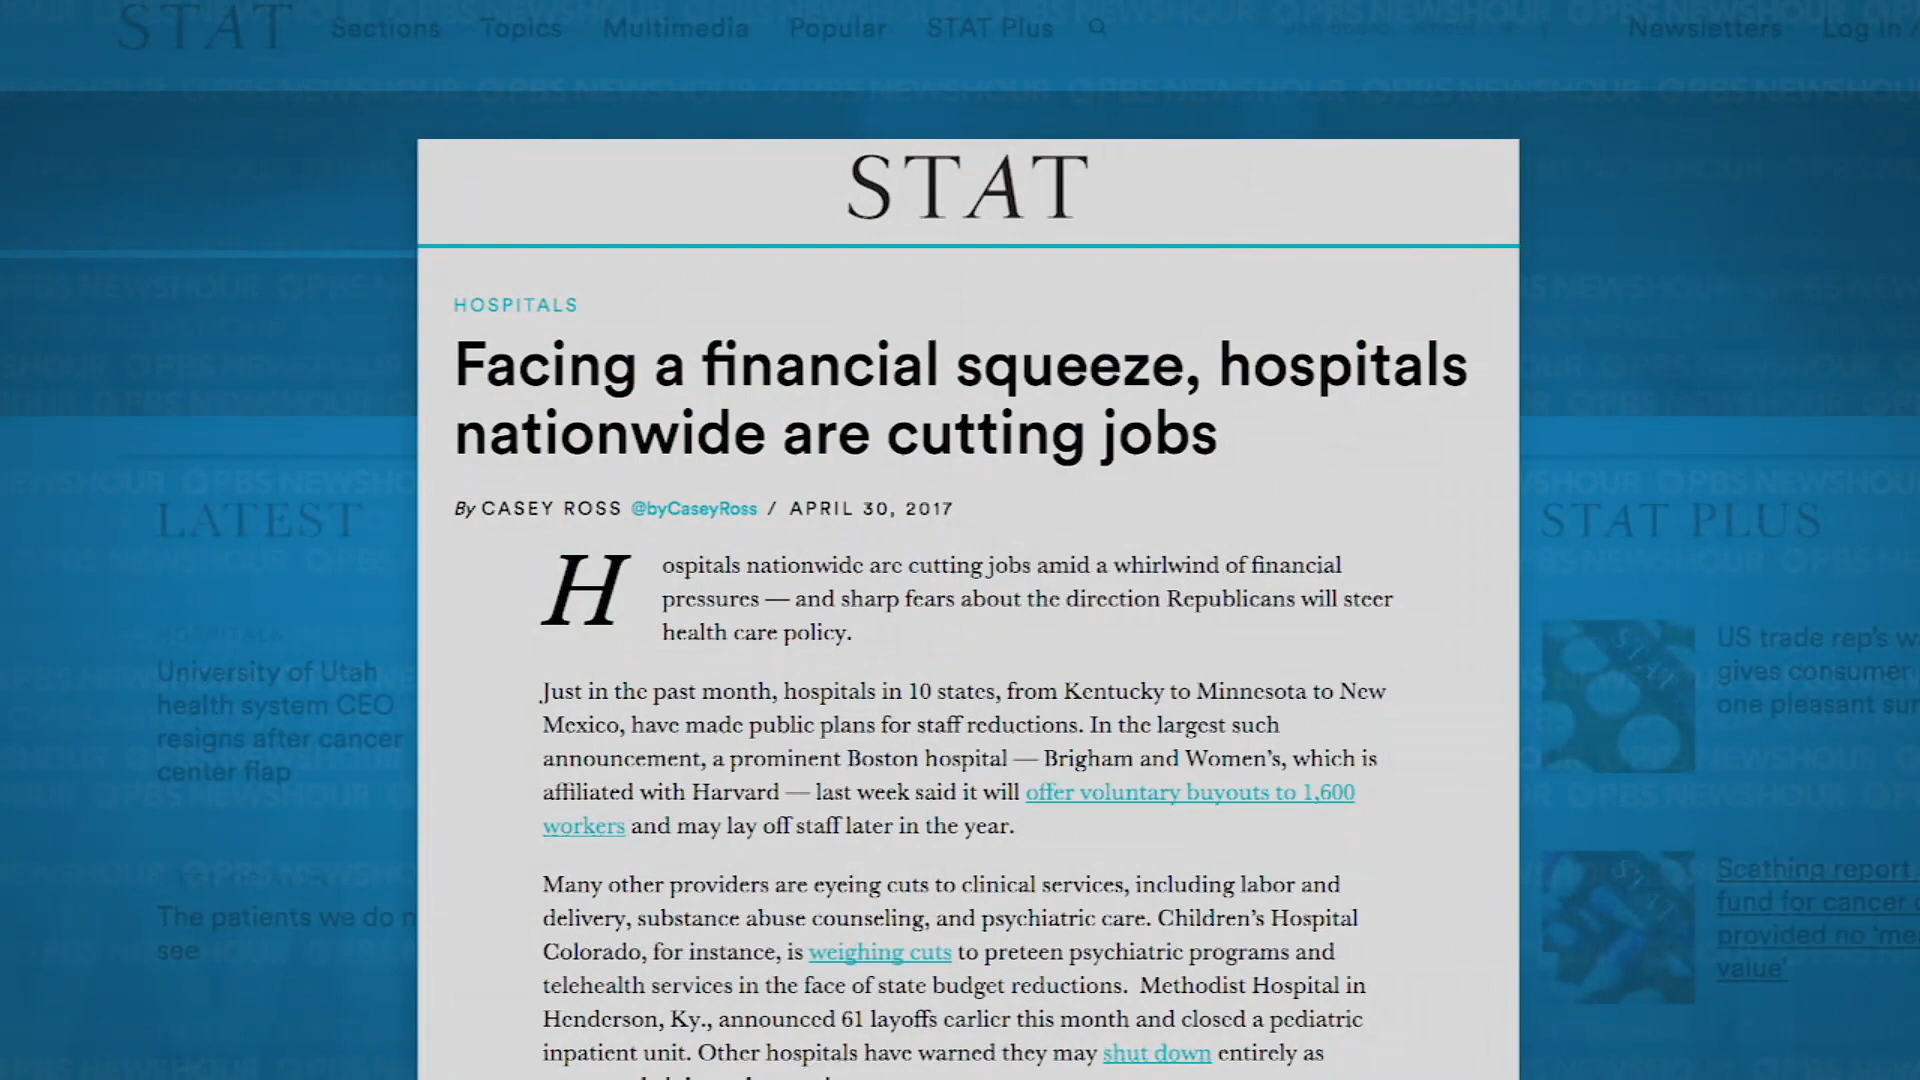 STAT
Sections Topics Multimedia Popular STAT Plus
Newsletters Log In /
STAT
HOSPITALS
Facing a financial squeeze, hospitals
nationwide are cutting jobs
By CASEY ROSS @byCaseyRoss / APRIL 30, 2017
Hospitals nationwide are cutting jobs amid a whirlwind of financial
pressures — and sharp fears about the direction Republicans will steer
health care policy.
Just in the past month, hospitals in 10 states, from Kentucky to Minnesota to New
Mexico, have made public plans for staff reductions. In the largest such
announcement, a prominent Boston hospital — Brigham and Women’s, which is
affiliated with Harvard — last week said it will offer voluntary buyouts to 1,600
workers and may lay off staff later in the year.
Many other providers are eyeing cuts to clinical services, including labor and
delivery, substance abuse counseling, and psychiatric care. Children’s Hospital
Colorado, for instance, is weighing cuts to preteen psychiatric programs and
telehealth services in the face of state budget reductions. Methodist Hospital in
Henderson, Ky., announced 61 layoffs earlier this month and closed a pediatric
inpatient unit. Other hospitals have warned they may shut down entirely as
LATEST
HOSPITALS
University of Utah
health system CEO
resigns after cancer
center flap
The patients we do n
see
STAT PLUS
US trade rep’s w
gives consumer
one pleasant sur
Scathing report
fund for cancer
provided no ‘me
value’
PBS NEWSHOUR